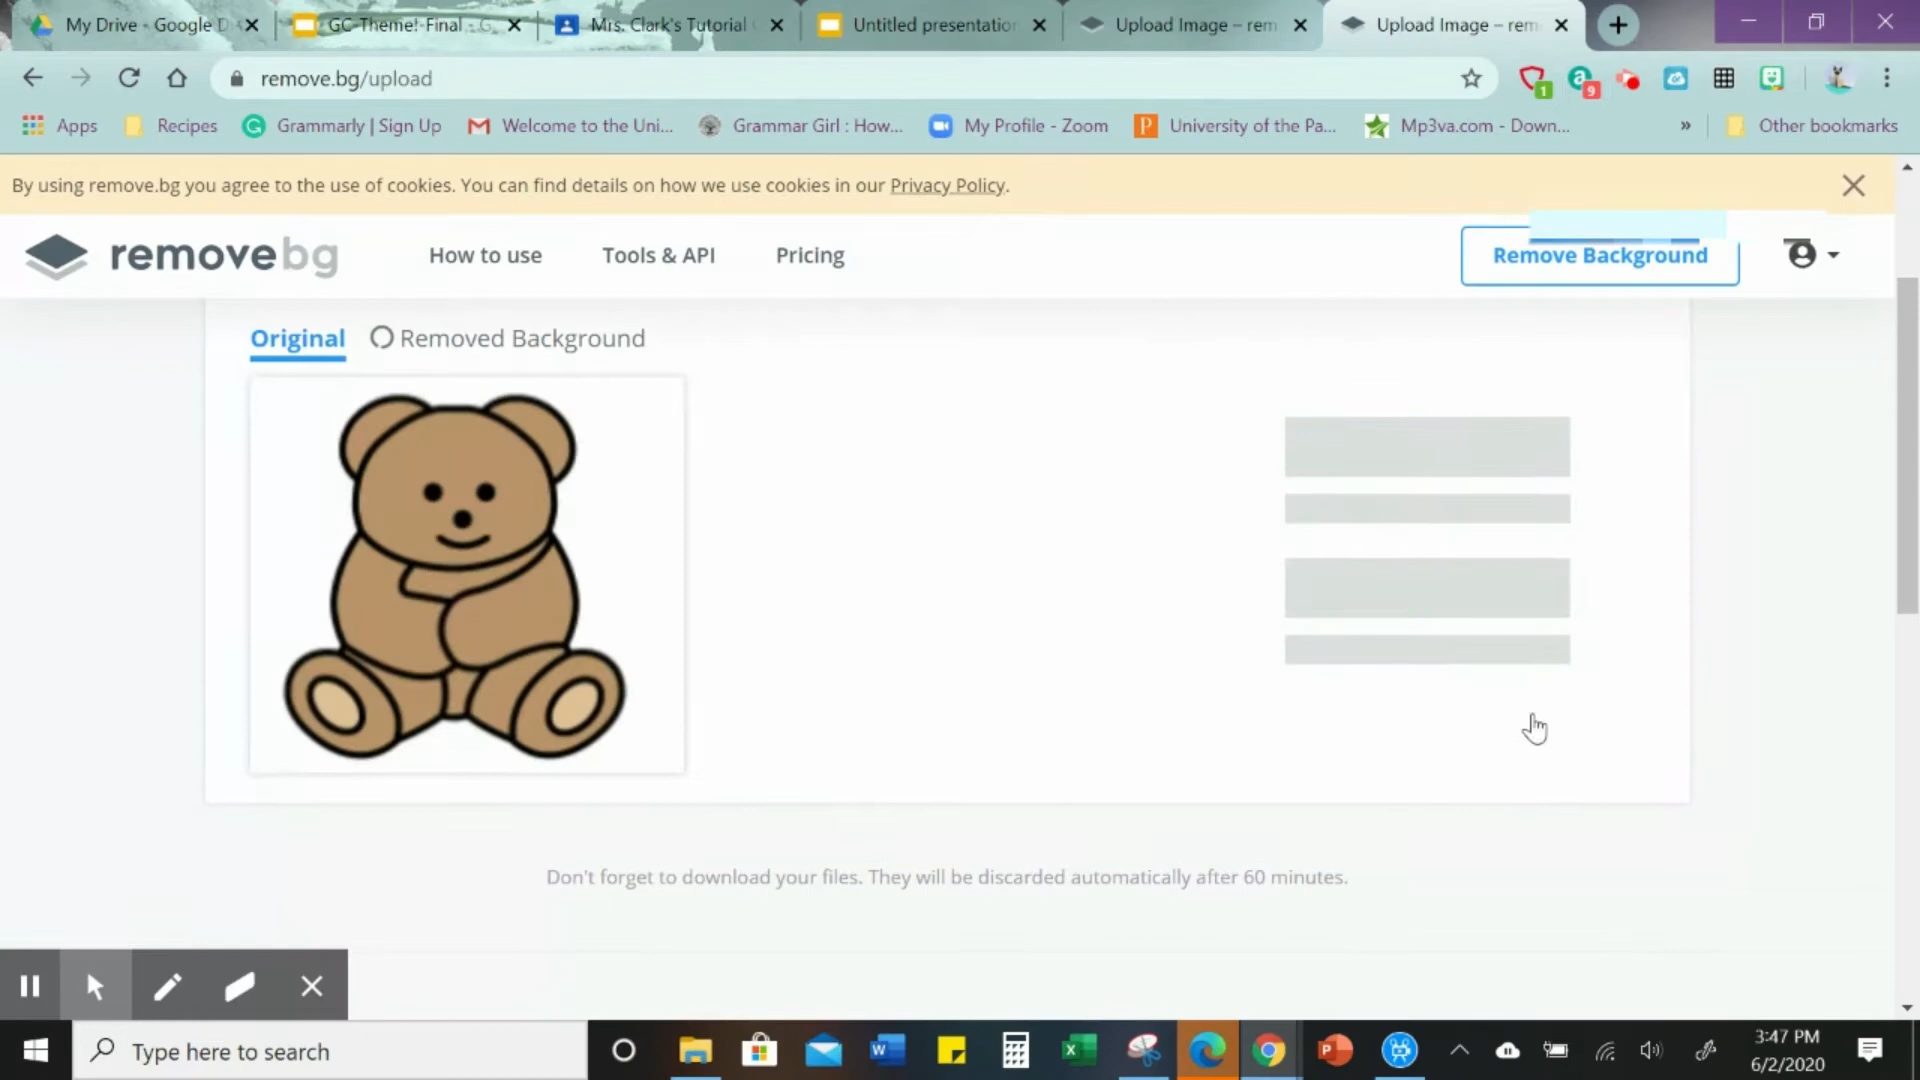 My Drive - Google D
GC-Theme!-Final - G
Mrs. Clark's Tutorial
Untitled presentation
Upload Image – rem
Upload Image – rem
remove.bg/upload
1
9
Apps
Recipes
Grammarly | Sign Up
Welcome to the Uni...
Grammar Girl : How...
My Profile - Zoom
University of the Pa...
Mp3va.com - Down...
»
Other bookmarks
By using remove.bg you agree to the use of cookies. You can find details on how we use cookies in our Privacy Policy.
removebg
How to use
Tools & API
Pricing
Remove Background
Original
Removed Background
Don't forget to download your files. They will be discarded automatically after 60 minutes.
Type here to search
3:47 PM
6/2/2020